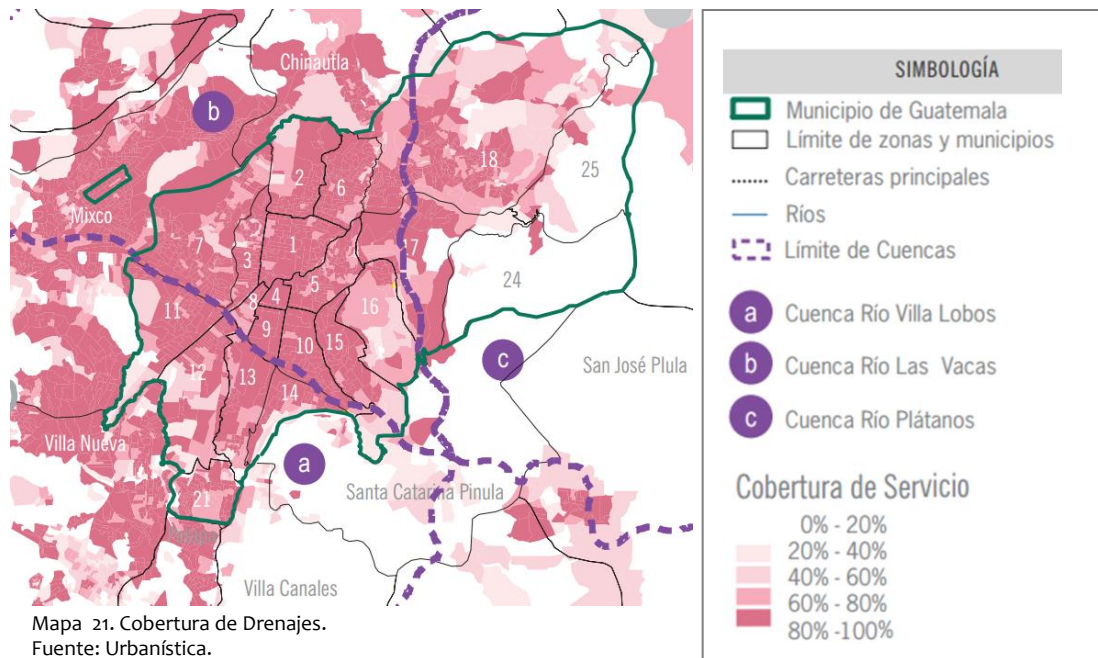 Chinautla
b
18
25
2
6
Mixco
7
1
3
17
24
5
4
8
16
11
9
c
San José Plula
10
15
12
13
14
Villa Nueva
a
Santa Catarina Pinula
21
Villa Canales
Mapa 21. Cobertura de Drenajes.
Fuente: Urbanística.
SIMBOLOGÍA
Municipio de Guatemala
Límite de zonas y municipios
Carreteras principales
Ríos
Límite de Cuencas
a Cuenca Río Villa Lobos
b Cuenca Río Las Vacas
c Cuenca Río Plátanos
Cobertura de Servicio
0% - 20%
20% - 40%
40% - 60%
60% - 80%
80% -100%